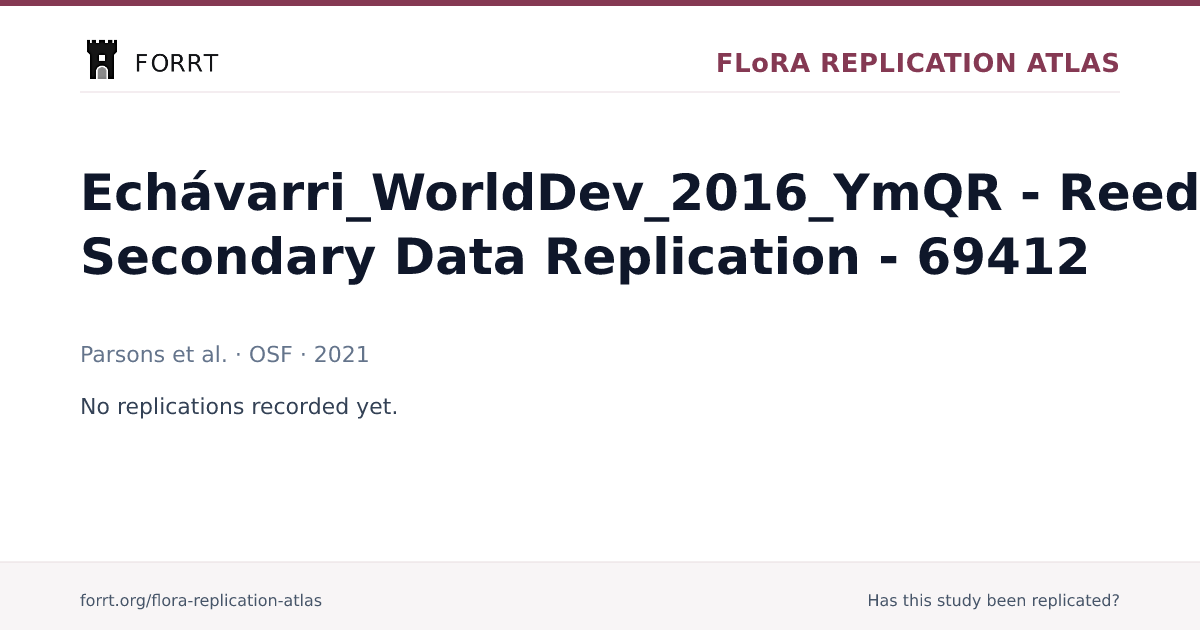 FORRT
FLoRA REPLICATION ATLAS
Echávarri_WorldDev_2016_YmQR - Reed
Secondary Data Replication - 69412
Parsons et al. · OSF · 2021
No replications recorded yet.
forrt.org/flora-replication-atlas
Has this study been replicated?